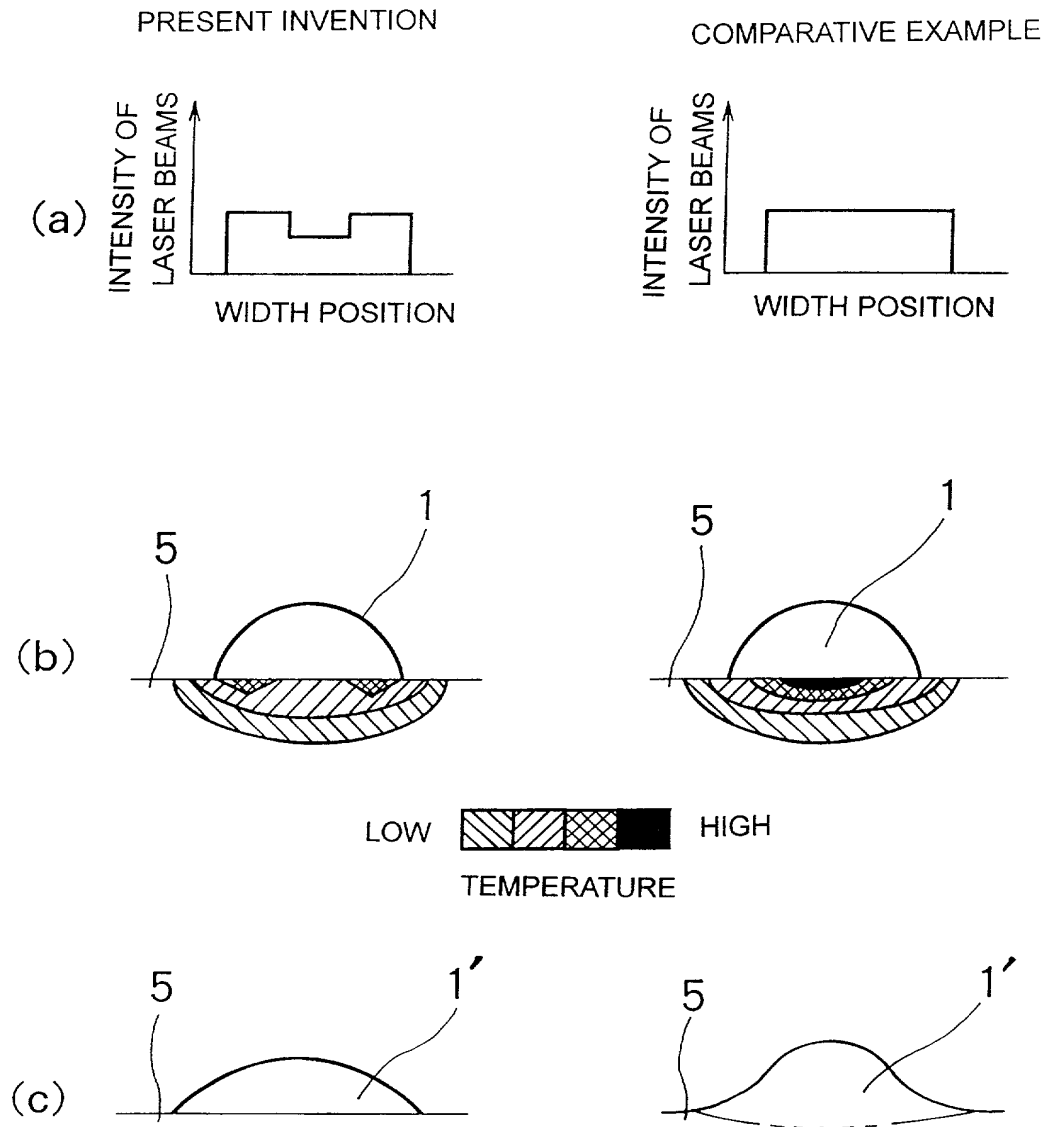 PRESENT INVENTION
COMPARATIVE EXAMPLE
(a)
INTENSITY OF
LASER BEAMS
WIDTH POSITION
INTENSITY OF
LASER BEAMS
WIDTH POSITION
(b)
5
1
5
1
LOW
HIGH
TEMPERATURE
(c)
5
1′
5
1′